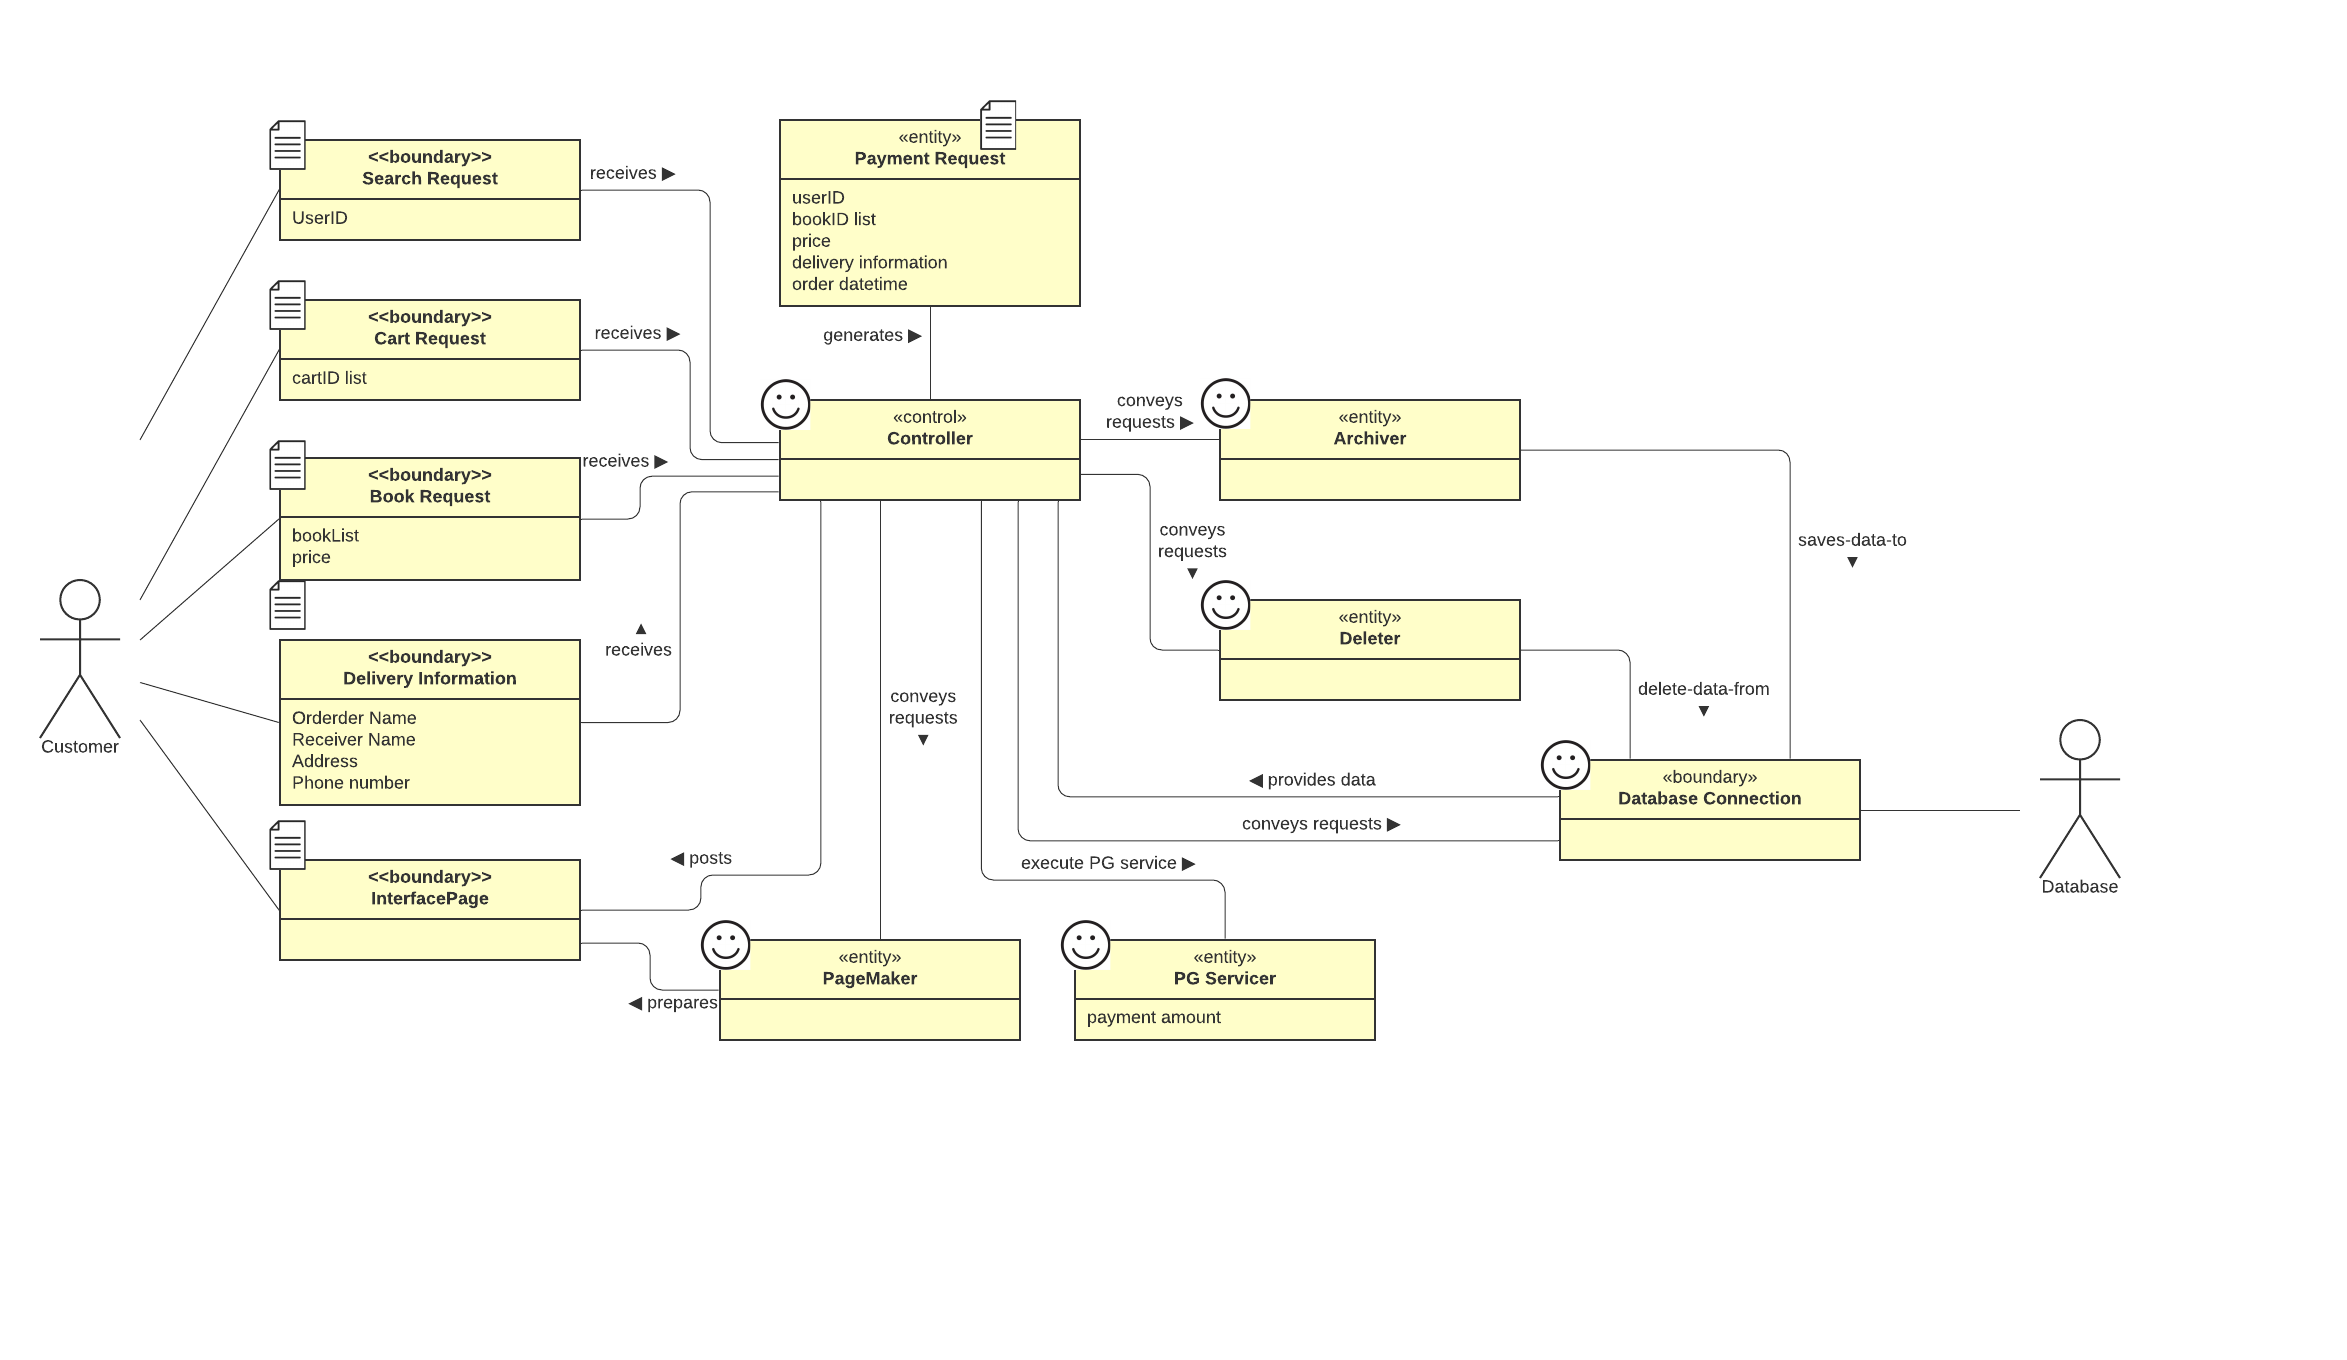 <<boundary>>
Search Request
UserID
receives ▶
<<boundary>>
Cart Request
cartID list
receives ▶
<<boundary>>
Book Request
bookList
price
receives ▶
<<boundary>>
Delivery Information
Orderder Name
Receiver Name
Address
Phone number
▲
receives
<<boundary>>
InterfacePage
◀ posts
◀ prepares
Customer
«entity»
Payment Request
userID
bookID list
price
delivery information
order datetime
generates ▶
«control»
Controller
conveys
requests ▶
«entity»
Archiver
conveys
requests
▼
«entity»
Deleter
saves-data-to
▼
delete-data-from
▼
conveys
requests
▼
◀ provides data
conveys requests ▶
execute PG service ▶
«boundary»
Database Connection
Database
«entity»
PageMaker
«entity»
PG Servicer
payment amount